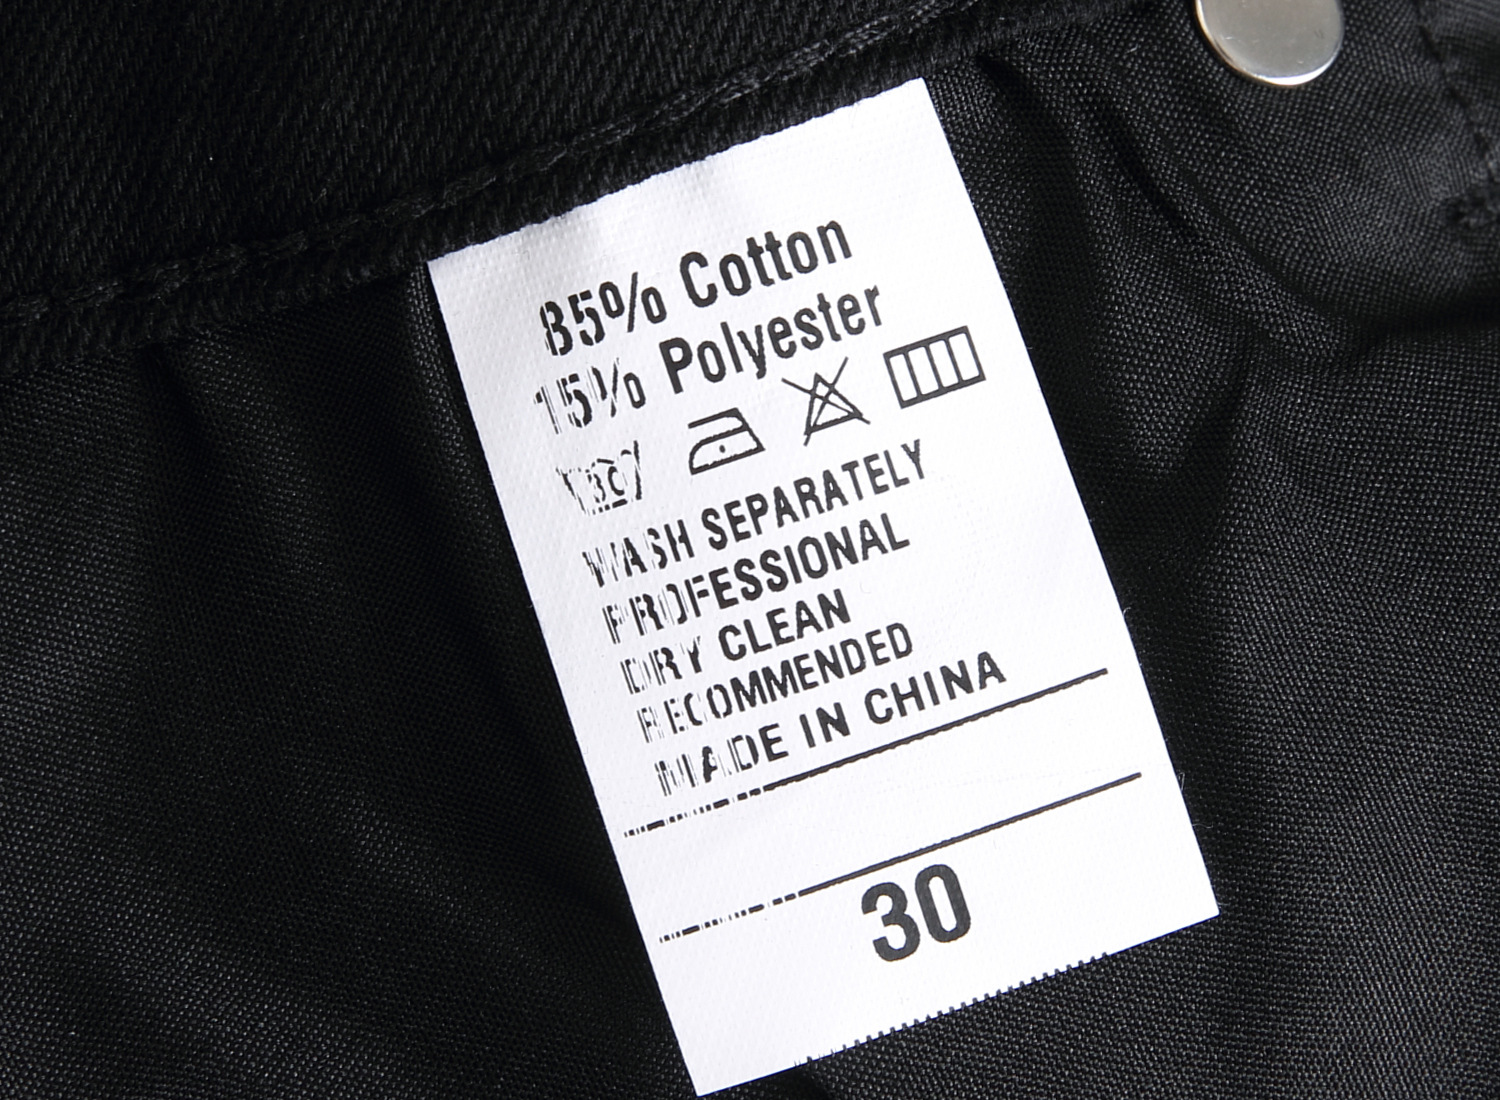 85% Cotton
15% Polyester
30
WASH SEPARATELY
PROFESSIONAL
DRY CLEAN
RECOMMENDED
MADE IN CHINA
30